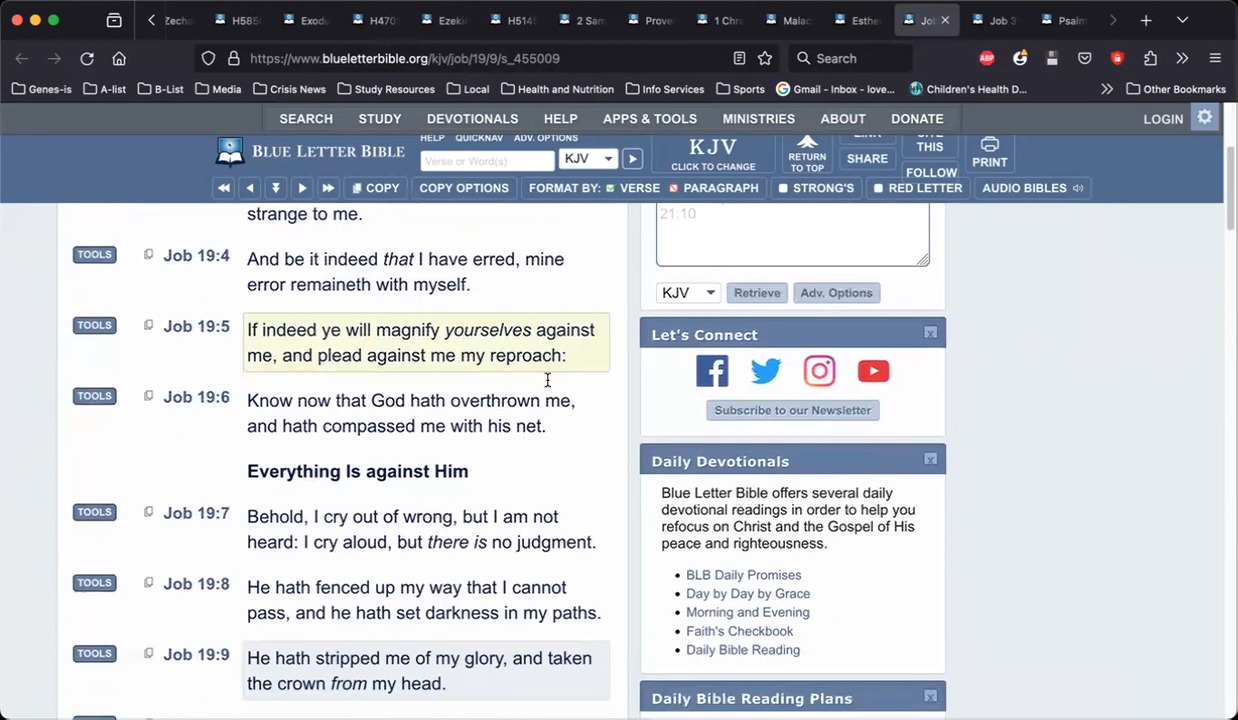 Zech
H585
Exodu
H470
Ezekie
H514
2 Sam
Prover
1 Chro
Malac
Esthe
Job
Job 3
Psalm
https://www.blueletterbible.org/kjv/job/19/9/s_455009
Search
Genes-is A-list B-List Media Crisis News Study Resources Local Health and Nutrition Info Services Sports Gmail - Inbox - love... Children's Health D... Other Bookmarks
SEARCH STUDY DEVOTIONALS HELP APPS & TOOLS MINISTRIES ABOUT DONATE LOGIN
BLUE LETTER BIBLE
HELP QUICKNAV ADV. OPTIONS
Verse or Word(s) KJV
KJV
CLICK TO CHANGE
RETURN
TO TOP
LINK
SHARE
CITE
THIS
FOLLOW
PRINT
COPY COPY OPTIONS FORMAT BY: VERSE PARAGRAPH STRONG'S RED LETTER AUDIO BIBLES
strange to me.
TOOLS Job 19:4 And be it indeed that I have erred, mine
error remaineth with myself.
TOOLS Job 19:5 If indeed ye will magnify yourselves against
me, and plead against me my reproach:
TOOLS Job 19:6 Know now that God hath overthrown me,
and hath compassed me with his net.
Everything Is against Him
TOOLS Job 19:7 Behold, I cry out of wrong, but I am not
heard: I cry aloud, but there is no judgment.
TOOLS Job 19:8 He hath fenced up my way that I cannot
pass, and he hath set darkness in my paths.
TOOLS Job 19:9 He hath stripped me of my glory, and taken
the crown from my head.
21:10
KJV Retrieve Adv. Options
Let's Connect
Subscribe to our Newsletter
Daily Devotionals
Blue Letter Bible offers several daily
devotional readings in order to help you
refocus on Christ and the Gospel of His
peace and righteousness.
BLB Daily Promises
Day by Day by Grace
Morning and Evening
Faith's Checkbook
Daily Bible Reading
Daily Bible Reading Plans